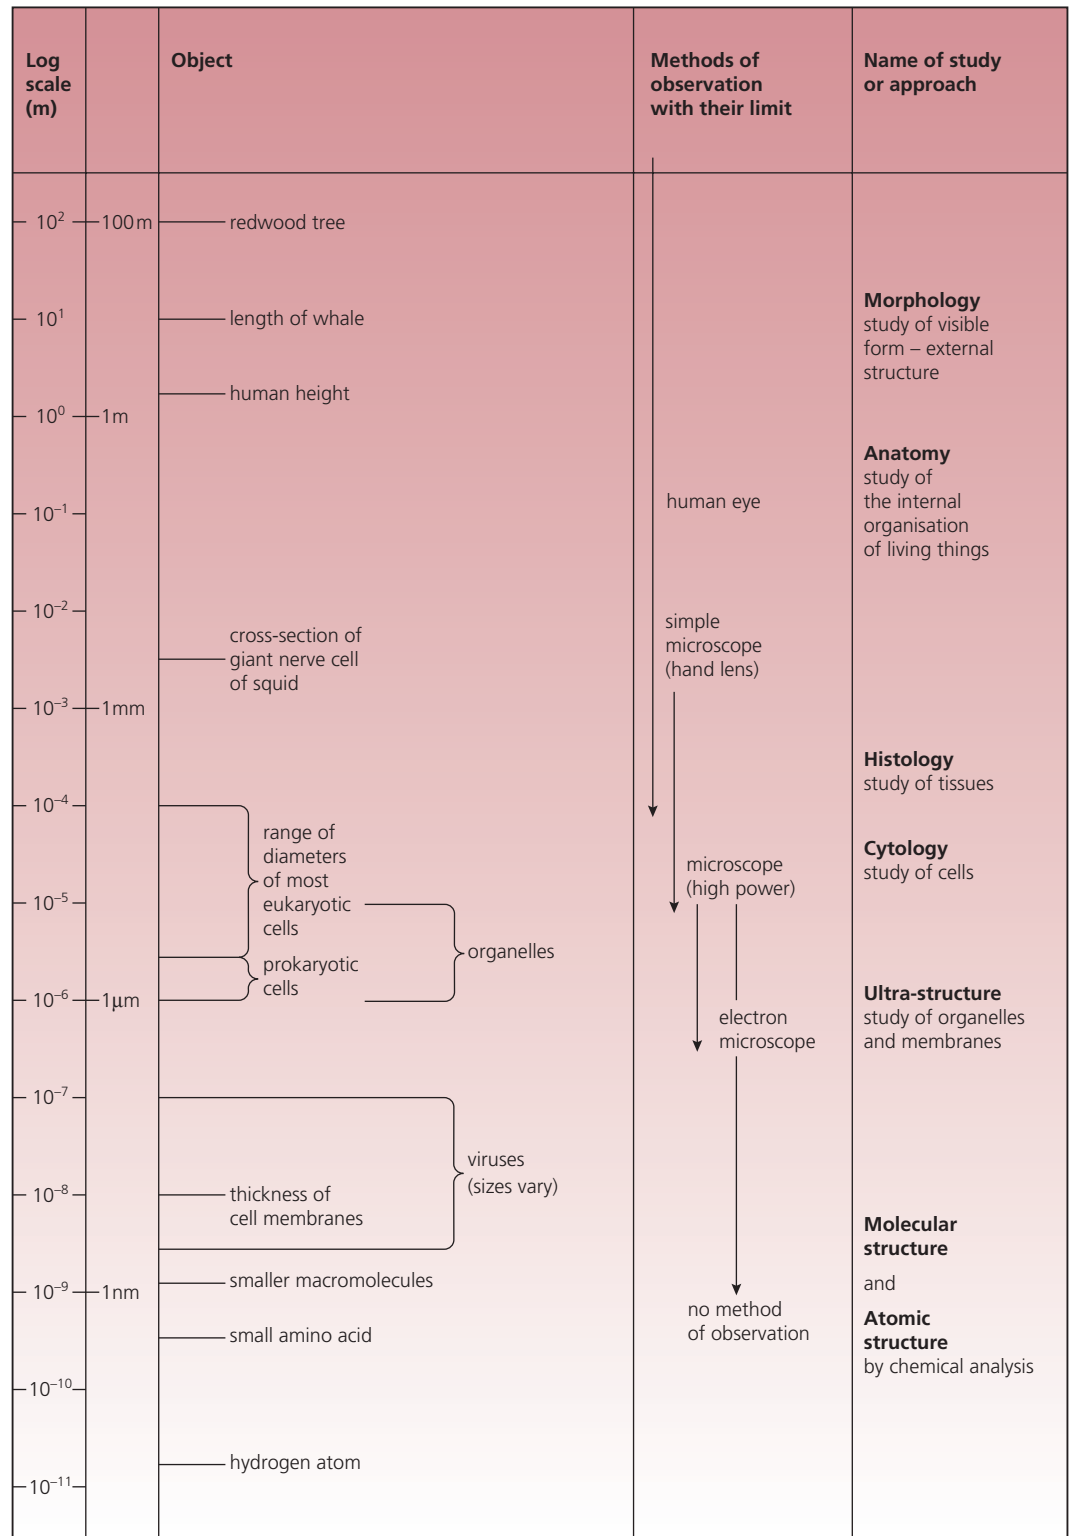 Log
scale
(m)
Object
Methods of
observation
with their limit
Name of study
or approach
10² 100 m
10¹
10⁰ 1 m
10⁻¹
10⁻²
10⁻³ 1 mm
10⁻⁴
10⁻⁵
10⁻⁶ 1 μm
10⁻⁷
10⁻⁸
10⁻⁹ 1 nm
10⁻¹⁰
10⁻¹¹
redwood tree
length of whale
human height
cross-section of
giant nerve cell
of squid
range of
diameters
of most
eukaryotic
cells
prokaryotic
cells
organelles
viruses
(sizes vary)
thickness of
cell membranes
smaller macromolecules
small amino acid
hydrogen atom
human eye
simple
microscope
(hand lens)
microscope
(high power)
electron
microscope
no method
of observation
Morphology
study of visible
form – external
structure
Anatomy
study of
the internal
organisation
of living things
Histology
study of tissues
Cytology
study of cells
Ultra-structure
study of organelles
and membranes
Molecular
structure
and
Atomic
structure
by chemical analysis